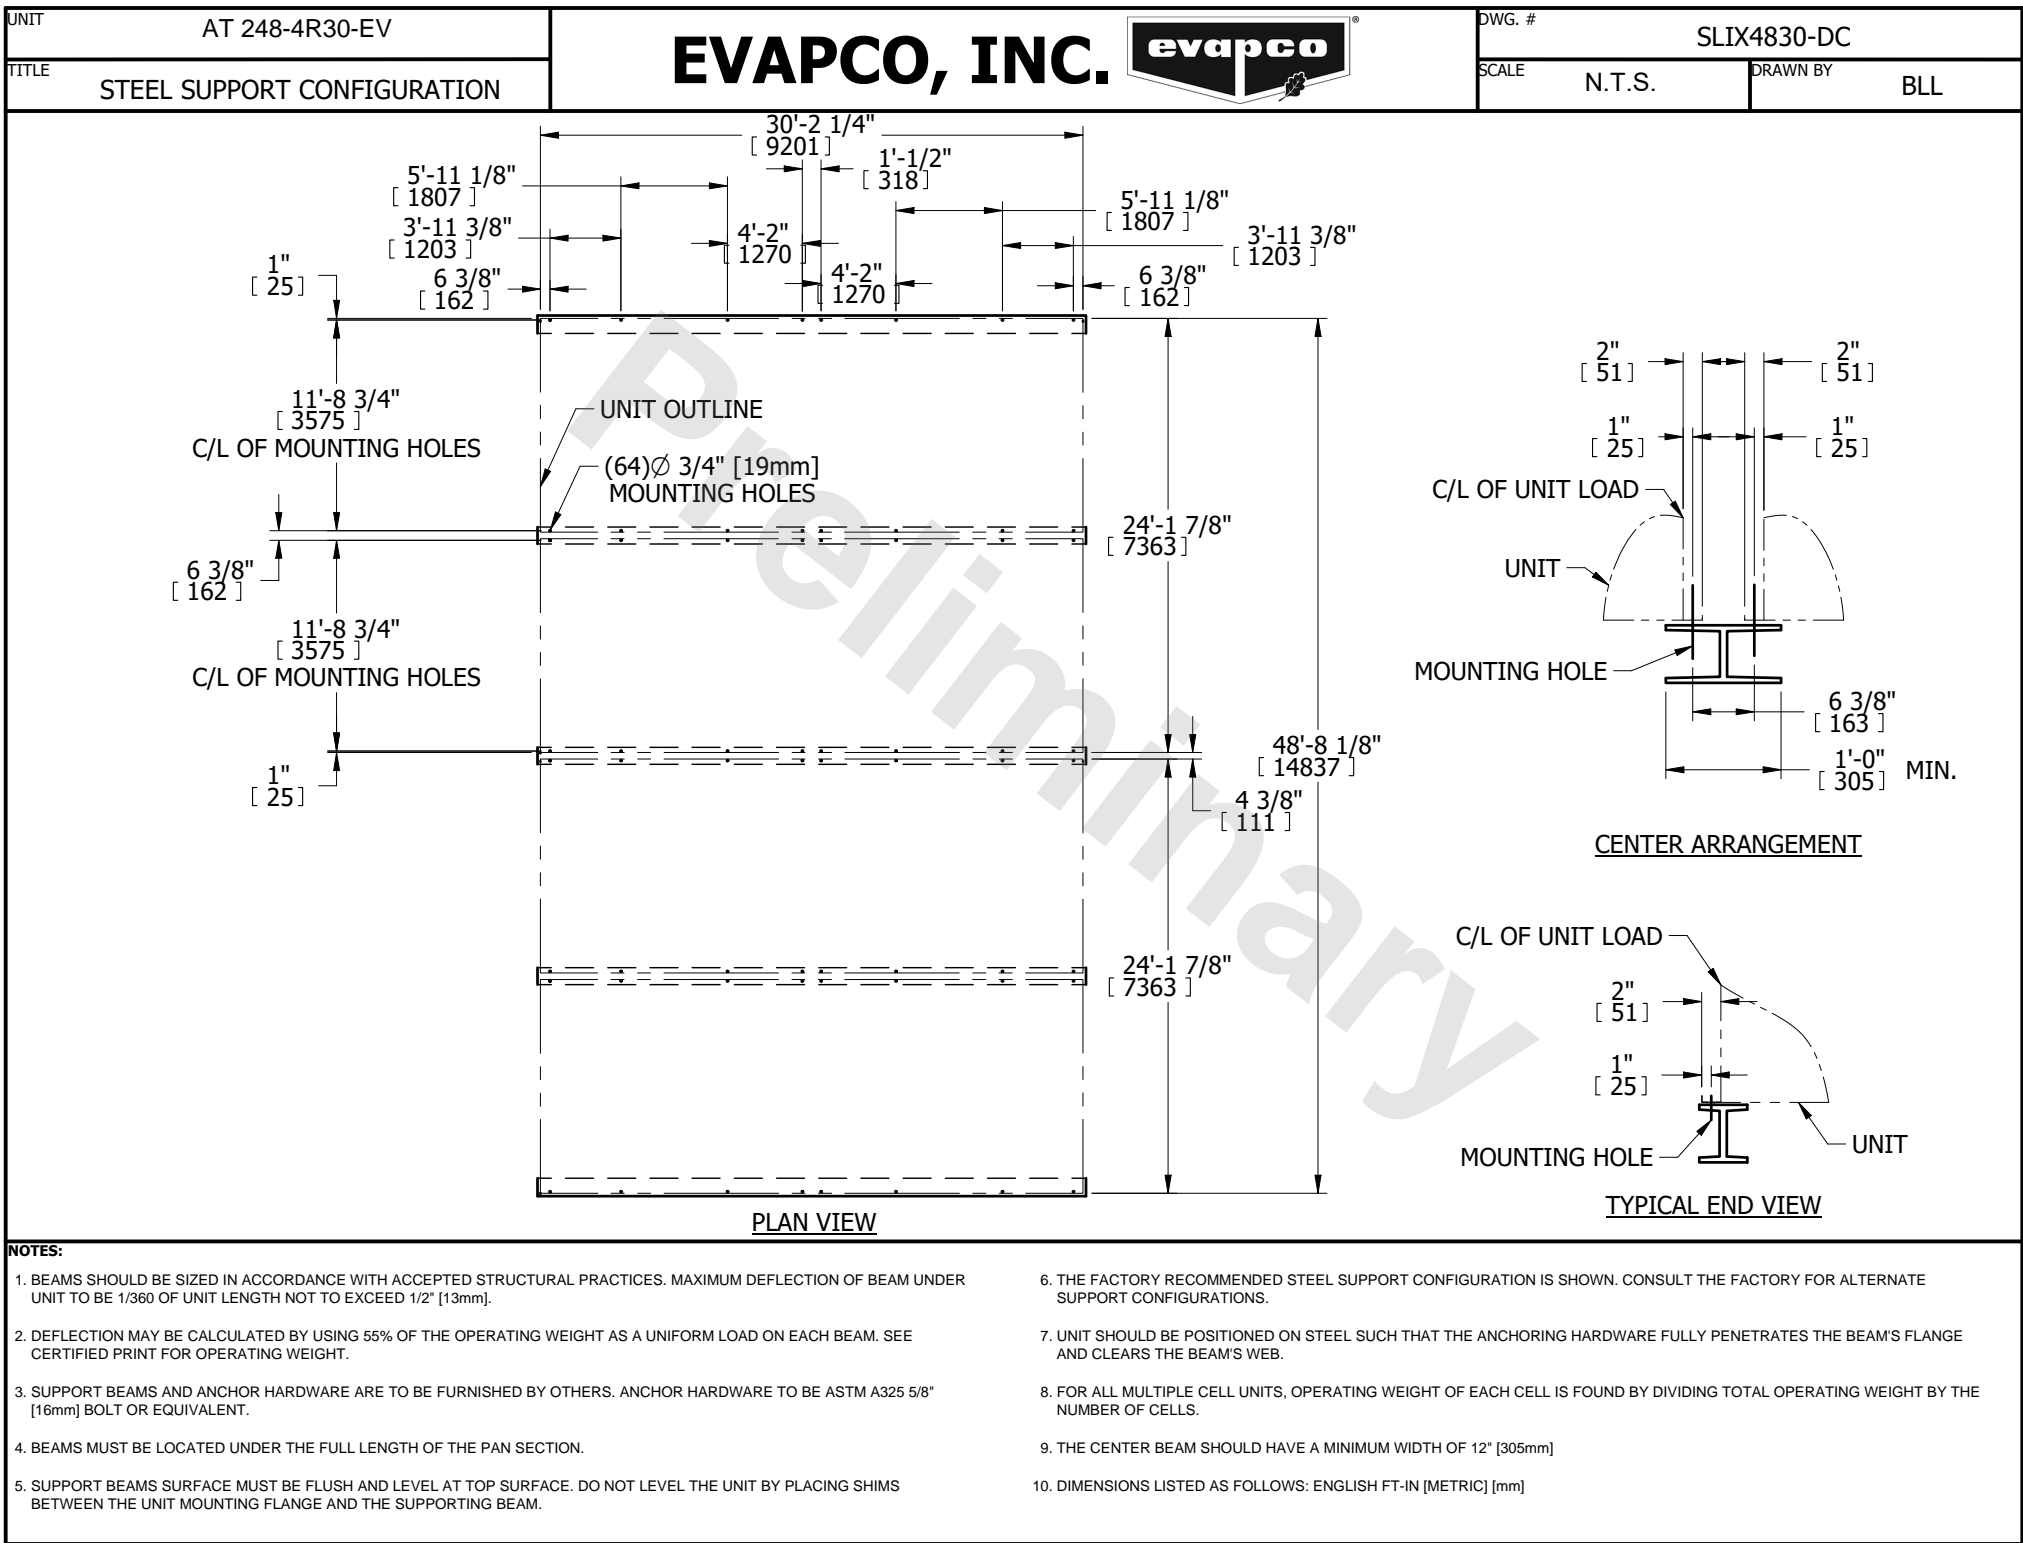 UNIT
AT 248-4R30-EV
TITLE
STEEL SUPPORT CONFIGURATION
EVAPCO, INC.
evapco
®
DWG. #
SLIX4830-DC
SCALE
N.T.S.
DRAWN BY
BLL
30'-2 1/4"
[ 9201 ]
1'-1/2"
[ 318 ]
5'-11 1/8"
[ 1807 ]
5'-11 1/8"
[ 1807 ]
3'-11 3/8"
[ 1203 ]
4'-2"
[ 1270 ]
3'-11 3/8"
[ 1203 ]
1"
[ 25 ]
6 3/8"
[ 162 ]
4'-2"
[ 1270 ]
6 3/8"
[ 162 ]
11'-8 3/4"
[ 3575 ]
C/L OF MOUNTING HOLES
UNIT OUTLINE
(64)Ø 3/4" [19mm]
MOUNTING HOLES
6 3/8"
[ 162 ]
24'-1 7/8"
[ 7363 ]
11'-8 3/4"
[ 3575 ]
C/L OF MOUNTING HOLES
1"
[ 25 ]
48'-8 1/8"
[ 14837 ]
4 3/8"
[ 111 ]
24'-1 7/8"
[ 7363 ]
PLAN VIEW
Preliminary
2"
[ 51 ]
2"
[ 51 ]
1"
[ 25 ]
1"
[ 25 ]
C/L OF UNIT LOAD
UNIT
MOUNTING HOLE
6 3/8"
[ 163 ]
1'-0"
[ 305 ] MIN.
CENTER ARRANGEMENT
C/L OF UNIT LOAD
2"
[ 51 ]
1"
[ 25 ]
MOUNTING HOLE
UNIT
TYPICAL END VIEW
NOTES:
1. BEAMS SHOULD BE SIZED IN ACCORDANCE WITH ACCEPTED STRUCTURAL PRACTICES. MAXIMUM DEFLECTION OF BEAM UNDER
UNIT TO BE 1/360 OF UNIT LENGTH NOT TO EXCEED 1/2" [13mm].
2. DEFLECTION MAY BE CALCULATED BY USING 55% OF THE OPERATING WEIGHT AS A UNIFORM LOAD ON EACH BEAM. SEE
CERTIFIED PRINT FOR OPERATING WEIGHT.
3. SUPPORT BEAMS AND ANCHOR HARDWARE ARE TO BE FURNISHED BY OTHERS. ANCHOR HARDWARE TO BE ASTM A325 5/8"
[16mm] BOLT OR EQUIVALENT.
4. BEAMS MUST BE LOCATED UNDER THE FULL LENGTH OF THE PAN SECTION.
5. SUPPORT BEAMS SURFACE MUST BE FLUSH AND LEVEL AT TOP SURFACE. DO NOT LEVEL THE UNIT BY PLACING SHIMS
BETWEEN THE UNIT MOUNTING FLANGE AND THE SUPPORTING BEAM.
6. THE FACTORY RECOMMENDED STEEL SUPPORT CONFIGURATION IS SHOWN. CONSULT THE FACTORY FOR ALTERNATE
SUPPORT CONFIGURATIONS.
7. UNIT SHOULD BE POSITIONED ON STEEL SUCH THAT THE ANCHORING HARDWARE FULLY PENETRATES THE BEAM'S FLANGE
AND CLEARS THE BEAM'S WEB.
8. FOR ALL MULTIPLE CELL UNITS, OPERATING WEIGHT OF EACH CELL IS FOUND BY DIVIDING TOTAL OPERATING WEIGHT BY THE
NUMBER OF CELLS.
9. THE CENTER BEAM SHOULD HAVE A MINIMUM WIDTH OF 12" [305mm]
10. DIMENSIONS LISTED AS FOLLOWS: ENGLISH FT-IN [METRIC] [mm]